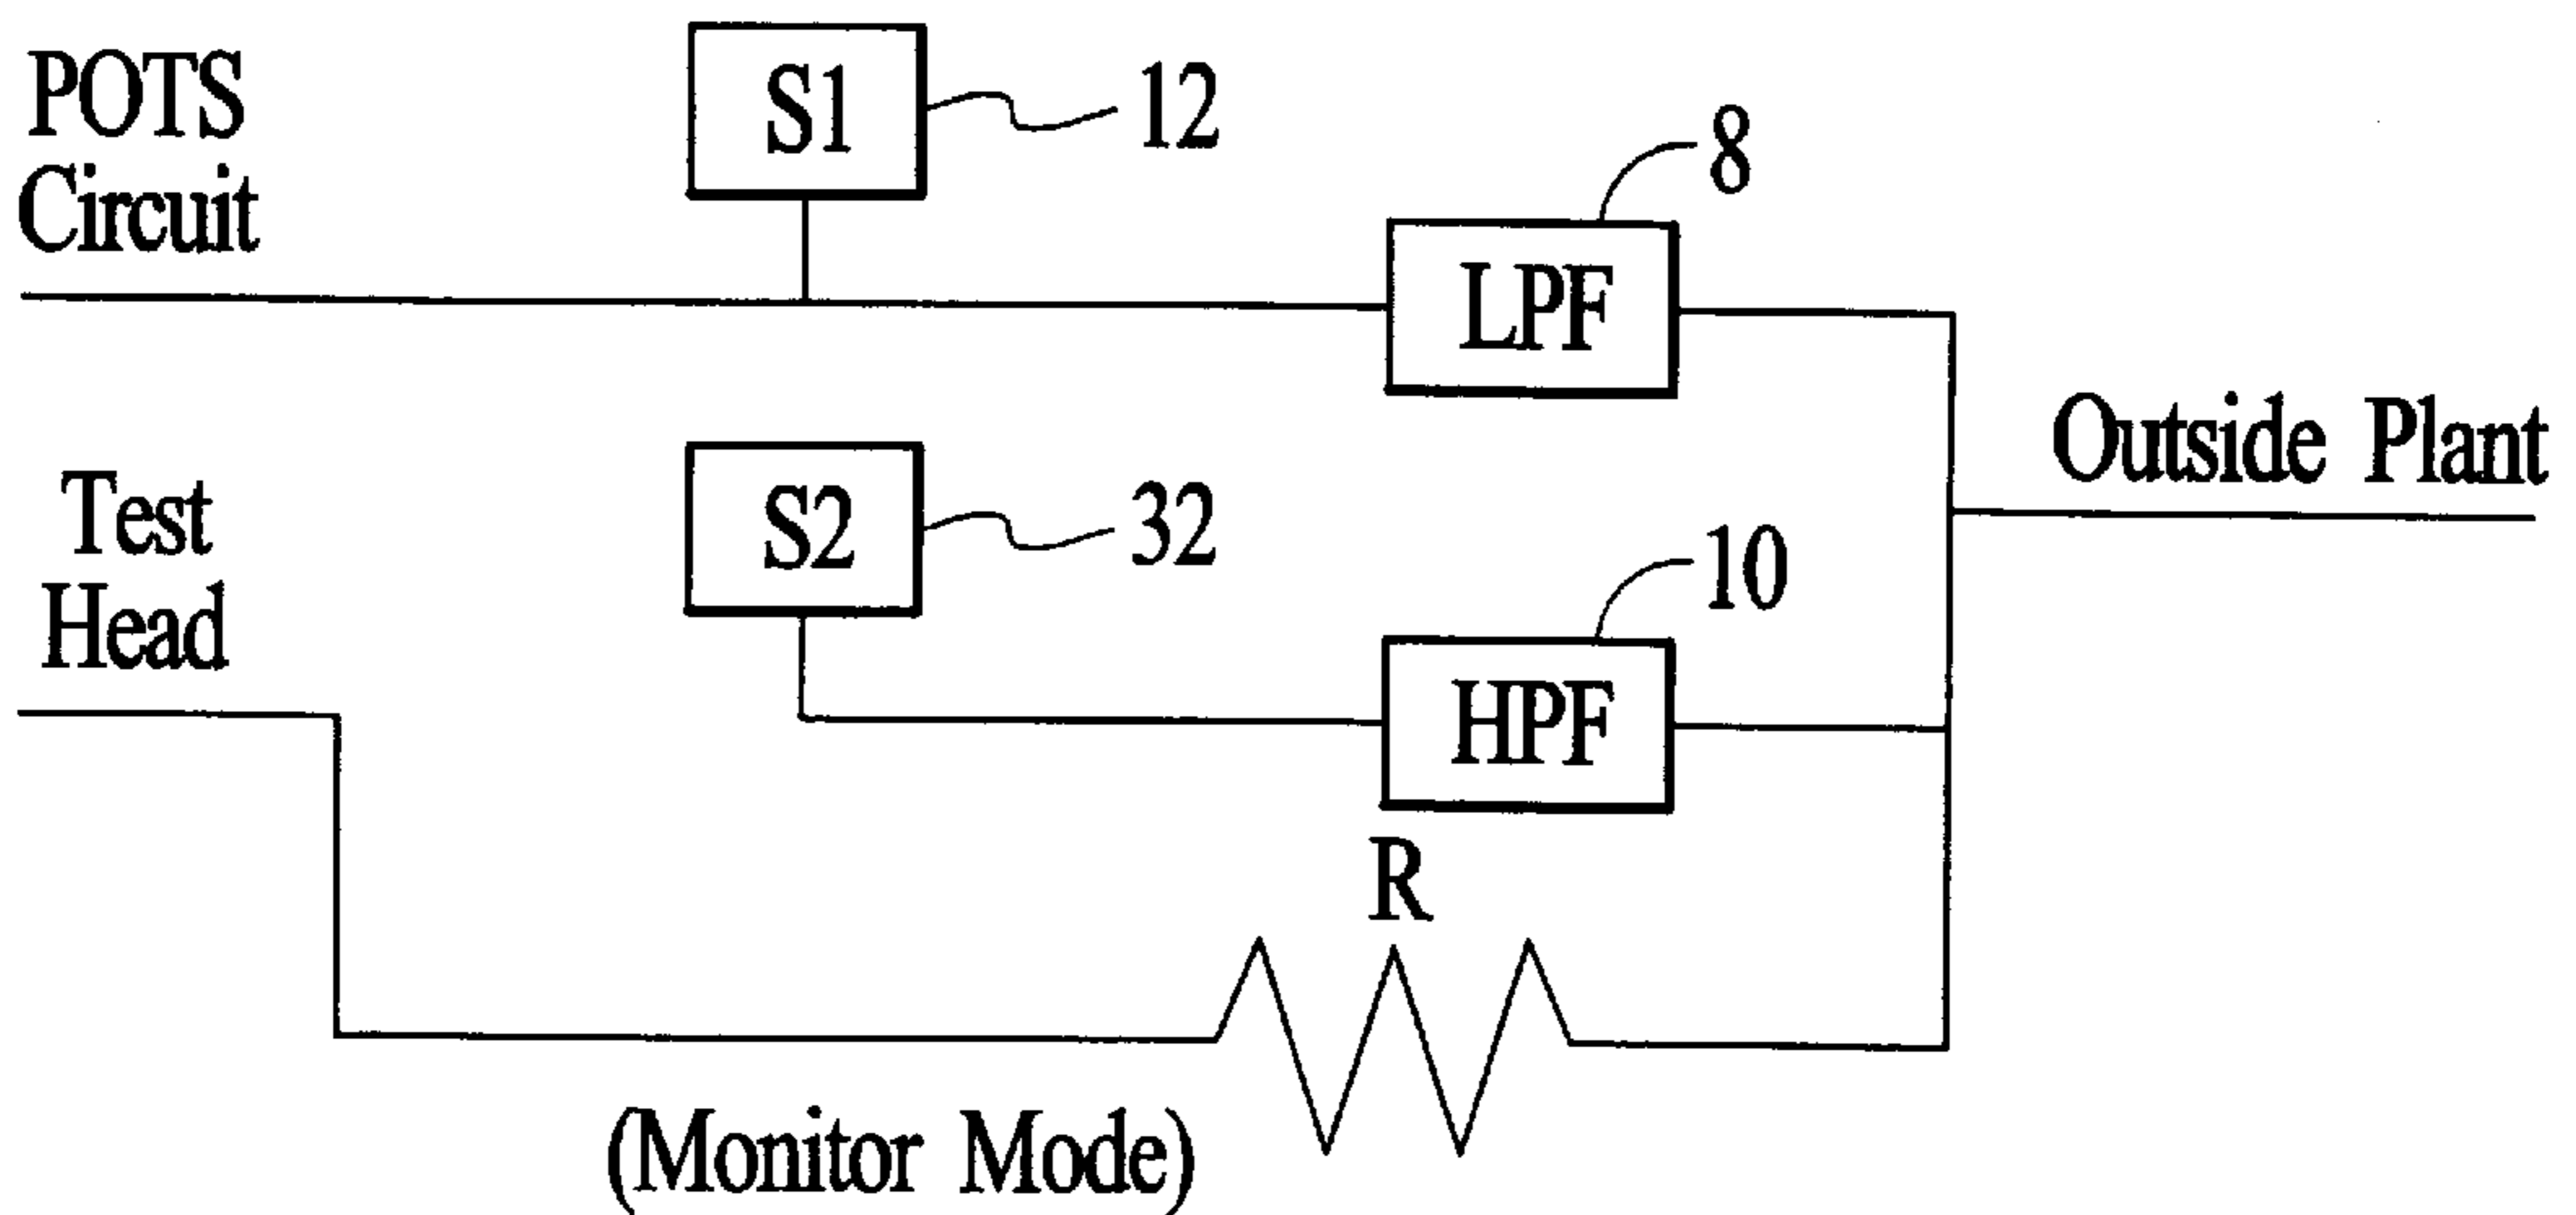 POTS
Circuit
S1
12
8
LPF
Outside Plant
Test
Head
S2
32
10
HPF
R
(Monitor Mode)